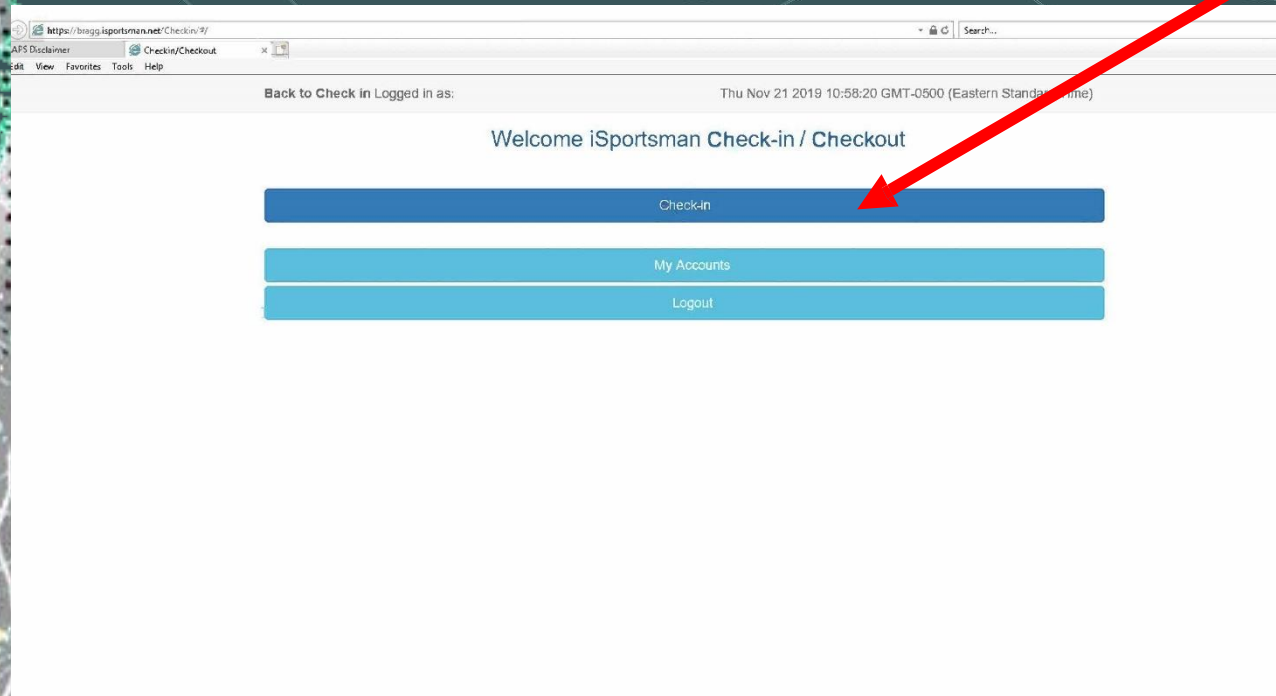 https://bragg.isportsman.net/Checkin/#/
Search...
APS Disclaimer Checkin/Checkout x
Edit View Favorites Tools Help
Back to Check in Logged in as: Thu Nov 21 2019 10:58:20 GMT-0500 (Eastern Standard Time)
Welcome iSportsman Check-in / Checkout
Check-in
My Accounts
Logout